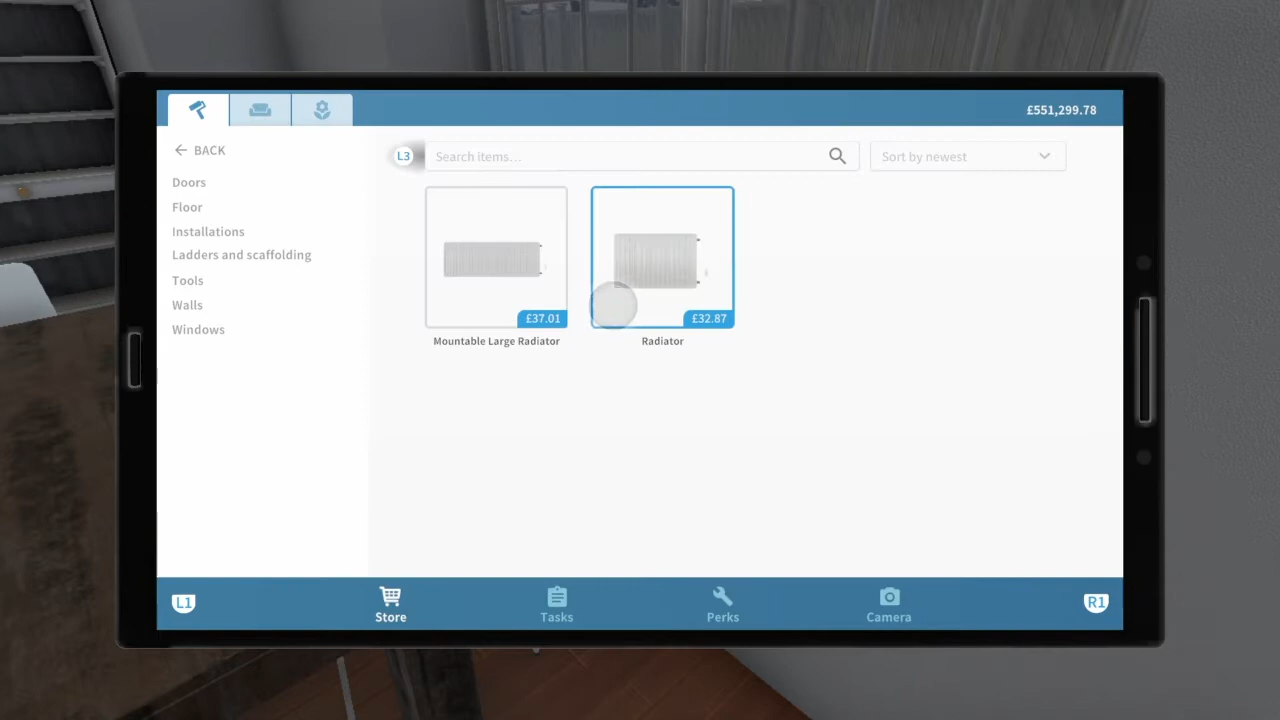 £551,299.78
BACK
L3
Search items...
Sort by newest
Doors
Floor
Installations
Ladders and scaffolding
Tools
Walls
Windows
£37.01
£32.87
Mountable Large Radiator
Radiator
L1
Store
Tasks
Perks
Camera
R1